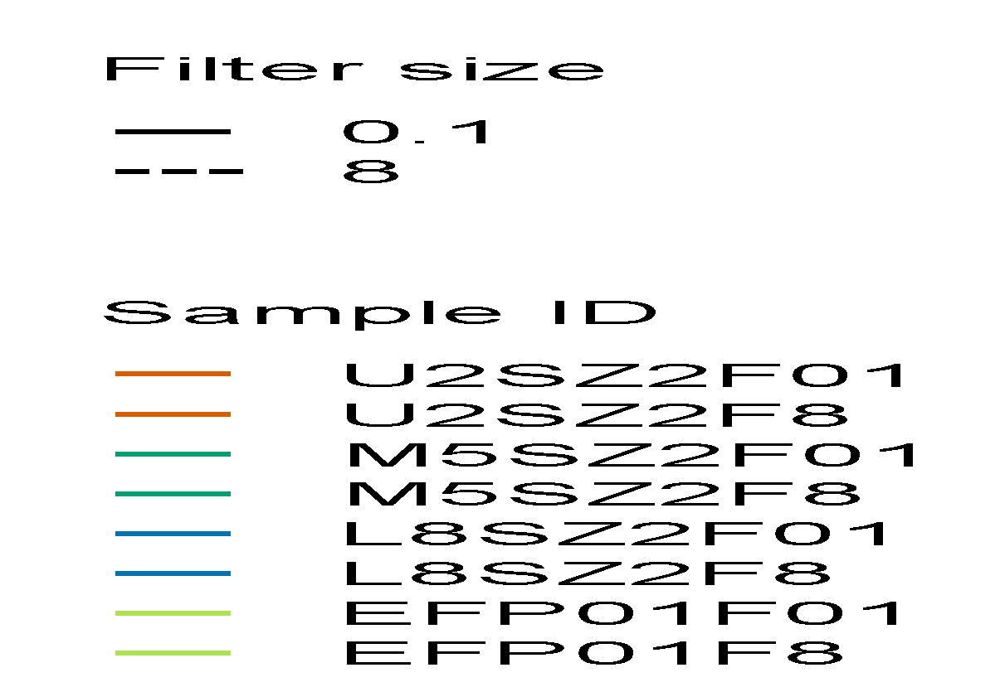 Filter size
0.1
8
Sample ID
U2SZ2F01
U2SZ2F8
M5SZ2F01
M5SZ2F8
L8SZ2F01
L8SZ2F8
EFP01F01
EFP01F8